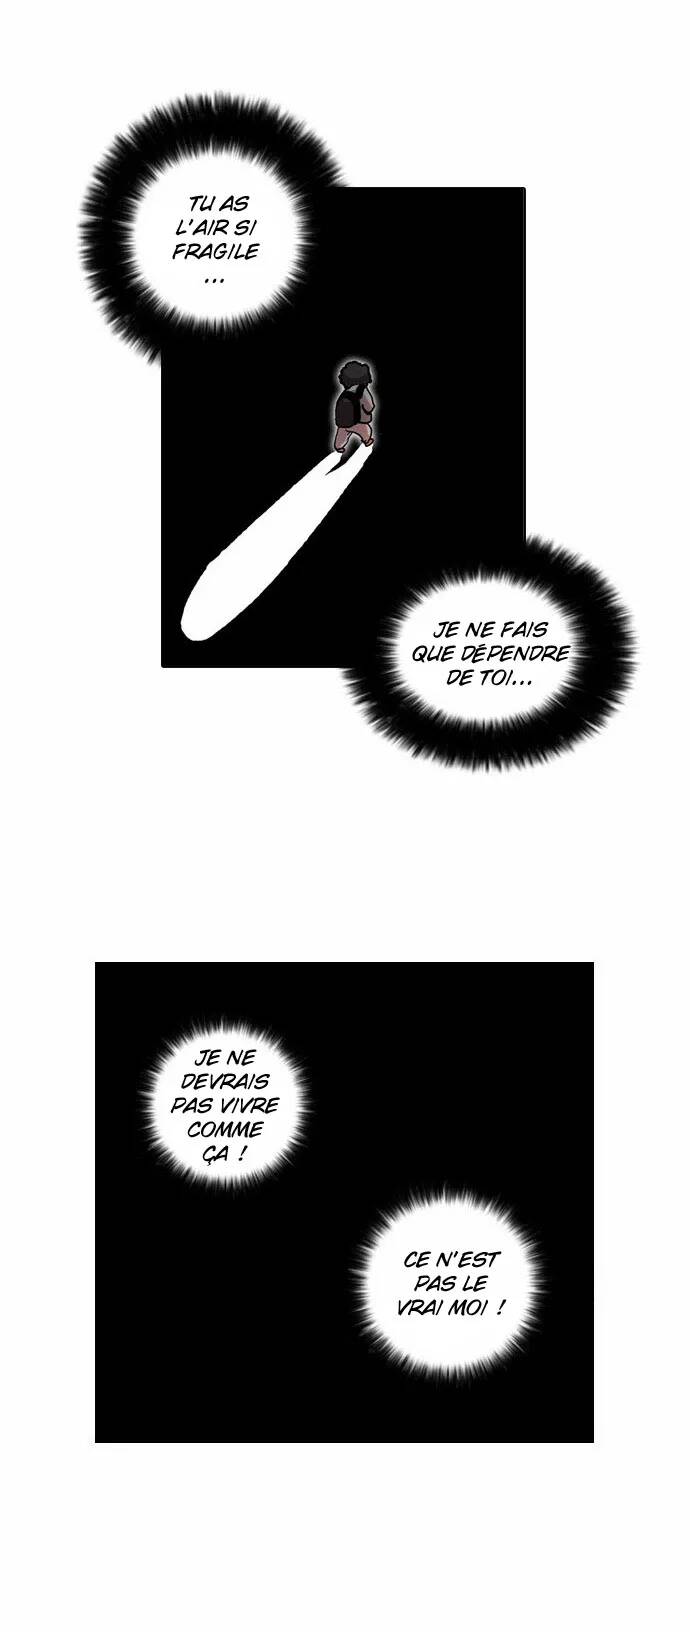 TU AS
L'AIR SI
FRAGILE
...
JE NE FAIS
QUE DÉPENDRE
DE TOI...
JE NE
DEVRAIS
PAS VIVRE
COMME
ÇA !
CE N'EST
PAS LE
VRAI MOI !